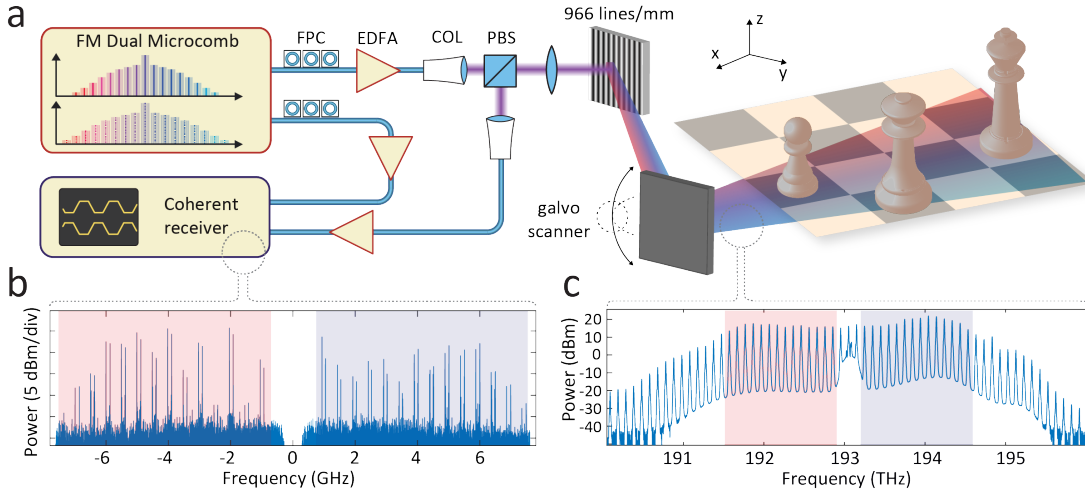 a
FM Dual Microcomb
FPC
EDFA
COL
PBS
966 lines/mm
z
x
y
galvo
scanner
Coherent
receiver
b
Power (5 dBm/div)
-6
-4
-2
0
2
4
6
Frequency (GHz)
c
Power (dBm)
20
10
0
-10
-20
-30
-40
191
192
193
194
195
Frequency (THz)